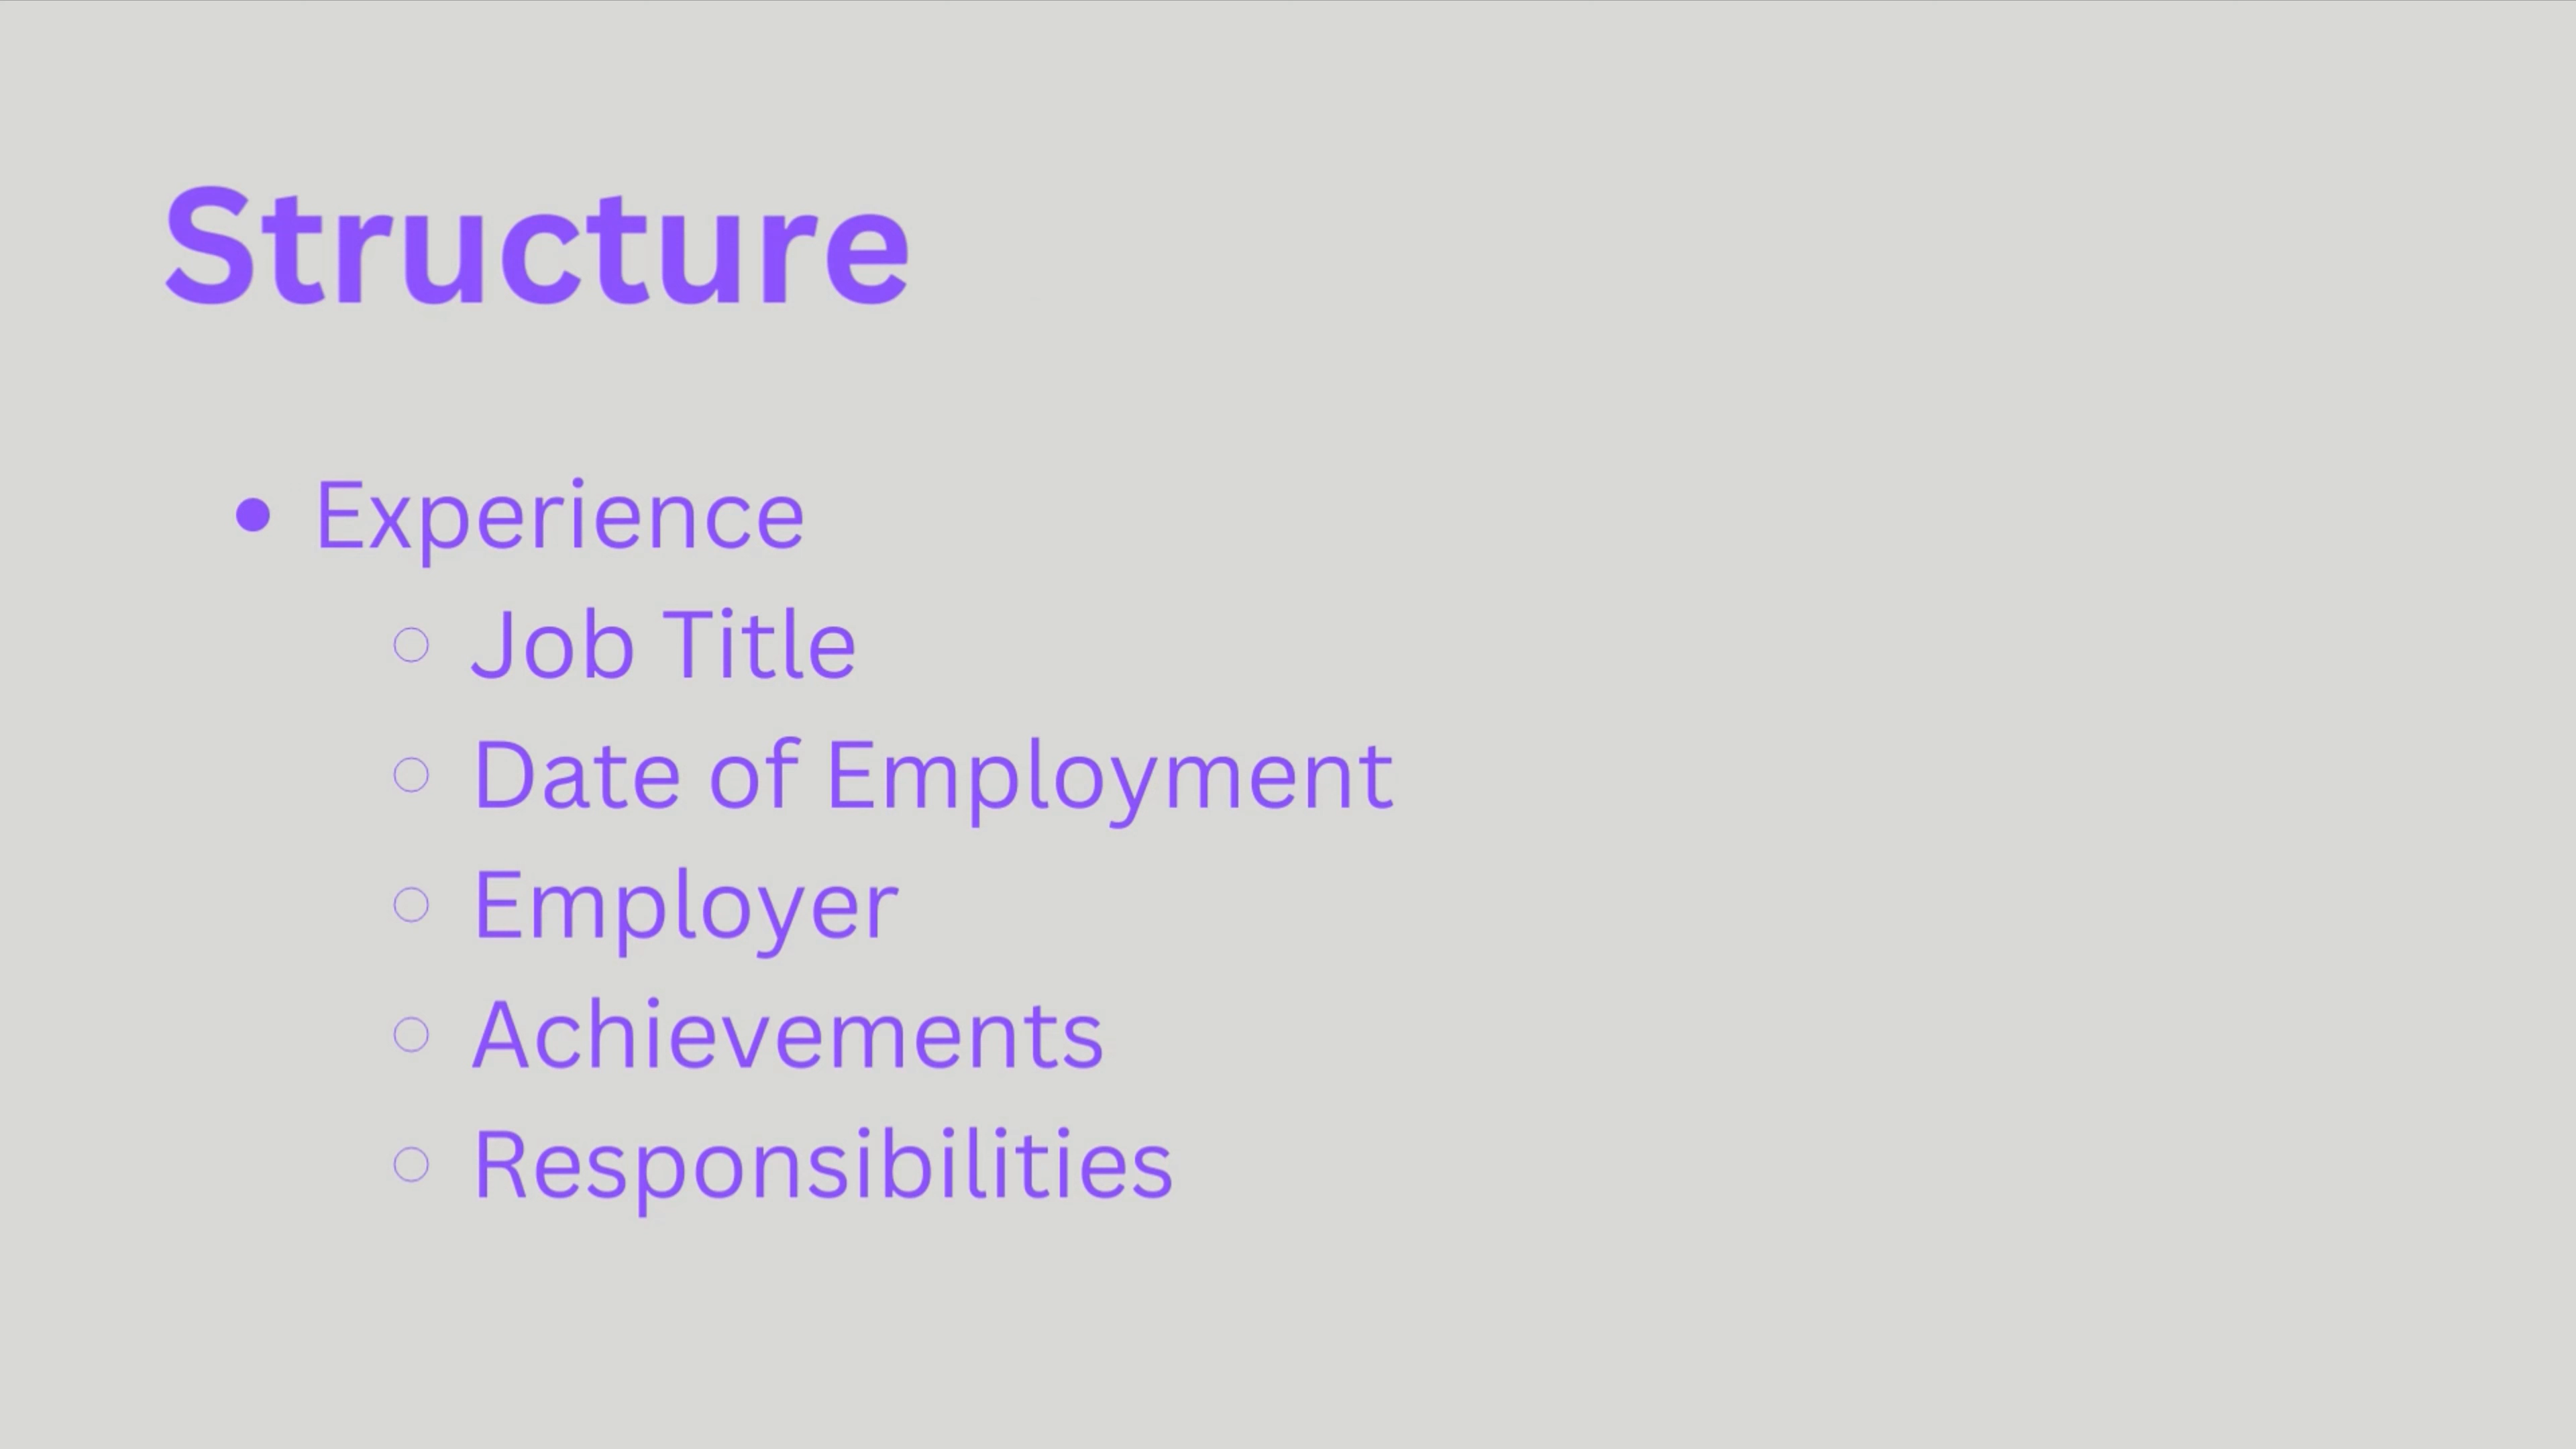 Structure
• Experience
○ Job Title
○ Date of Employment
○ Employer
○ Achievements
○ Responsibilities